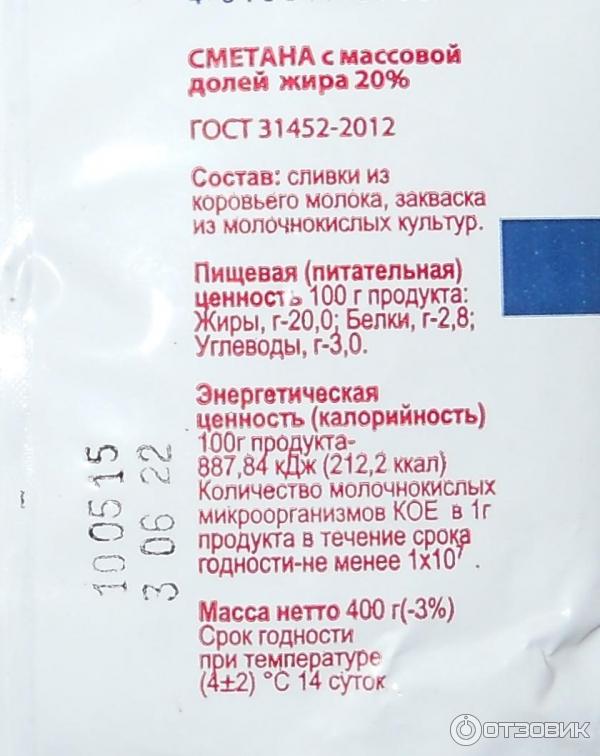 СМЕТАНА с массовой
долей жира 20%
ГОСТ 31452-2012
Состав: сливки из
коровьего молока, закваска
из молочнокислых культур.
Пищевая (питательная)
ценность 100 г продукта:
Жиры, г-20,0; Белки, г-2,8;
Углеводы, г-3,0.
Энергетическая
ценность (калорийность)
100г продукта-
887,84 кДж (212,2 ккал)
Количество молочнокислых
микроорганизмов КОЕ в 1г
продукта в течение срока
годности-не менее 1х10⁷ .
Масса нетто 400 г(-3%)
Срок годности
при температуре
(4±2) °С 14 суток
10 05 15
3 06 22
ОТЗОВИК